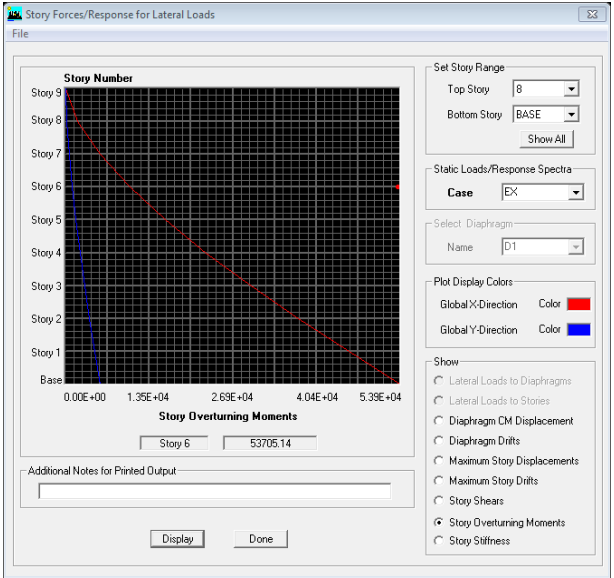 Story Forces/Response for Lateral Loads
File
Story Number
Story 9
Story 8
Story 7
Story 6
Story 5
Story 4
Story 3
Story 2
Story 1
Base
0.00E+00 1.35E+04 2.69E+04 4.04E+04 5.39E+04
Story Overturning Moments
Story 6 53705.14
Additional Notes for Printed Output
Display Done
Set Story Range
Top Story 8
Bottom Story BASE
Show All
Static Loads/Response Spectra
Case EX
Select Diaphragm
Name D1
Plot Display Colors
Global X-Direction Color
Global Y-Direction Color
Show
Lateral Loads to Diaphragms
Lateral Loads to Stories
Diaphragm CM Displacement
Diaphragm Drifts
Maximum Story Displacements
Maximum Story Drifts
Story Shears
Story Overturning Moments
Story Stiffness